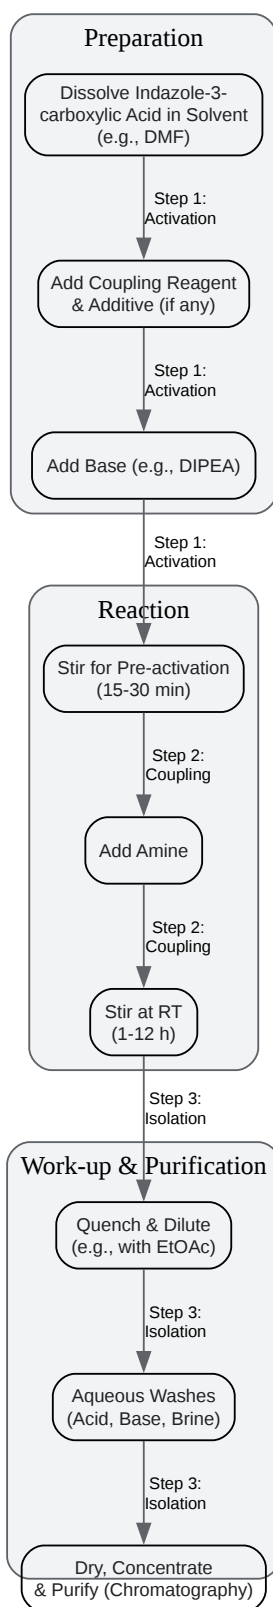 Preparation
Dissolve Indazole-3-
carboxylic Acid in Solvent
(e.g., DMF)
Step 1:
Activation
Add Coupling Reagent
& Additive (if any)
Step 1:
Activation
Add Base (e.g., DIPEA)
Step 1:
Activation
Reaction
Stir for Pre-activation
(15-30 min)
Step 2:
Coupling
Add Amine
Step 2:
Coupling
Stir at RT
(1-12 h)
Step 3:
Isolation
Work-up & Purification
Quench & Dilute
(e.g., with EtOAc)
Step 3:
Isolation
Aqueous Washes
(Acid, Base, Brine)
Step 3:
Isolation
Dry, Concentrate
& Purify (Chromatography)